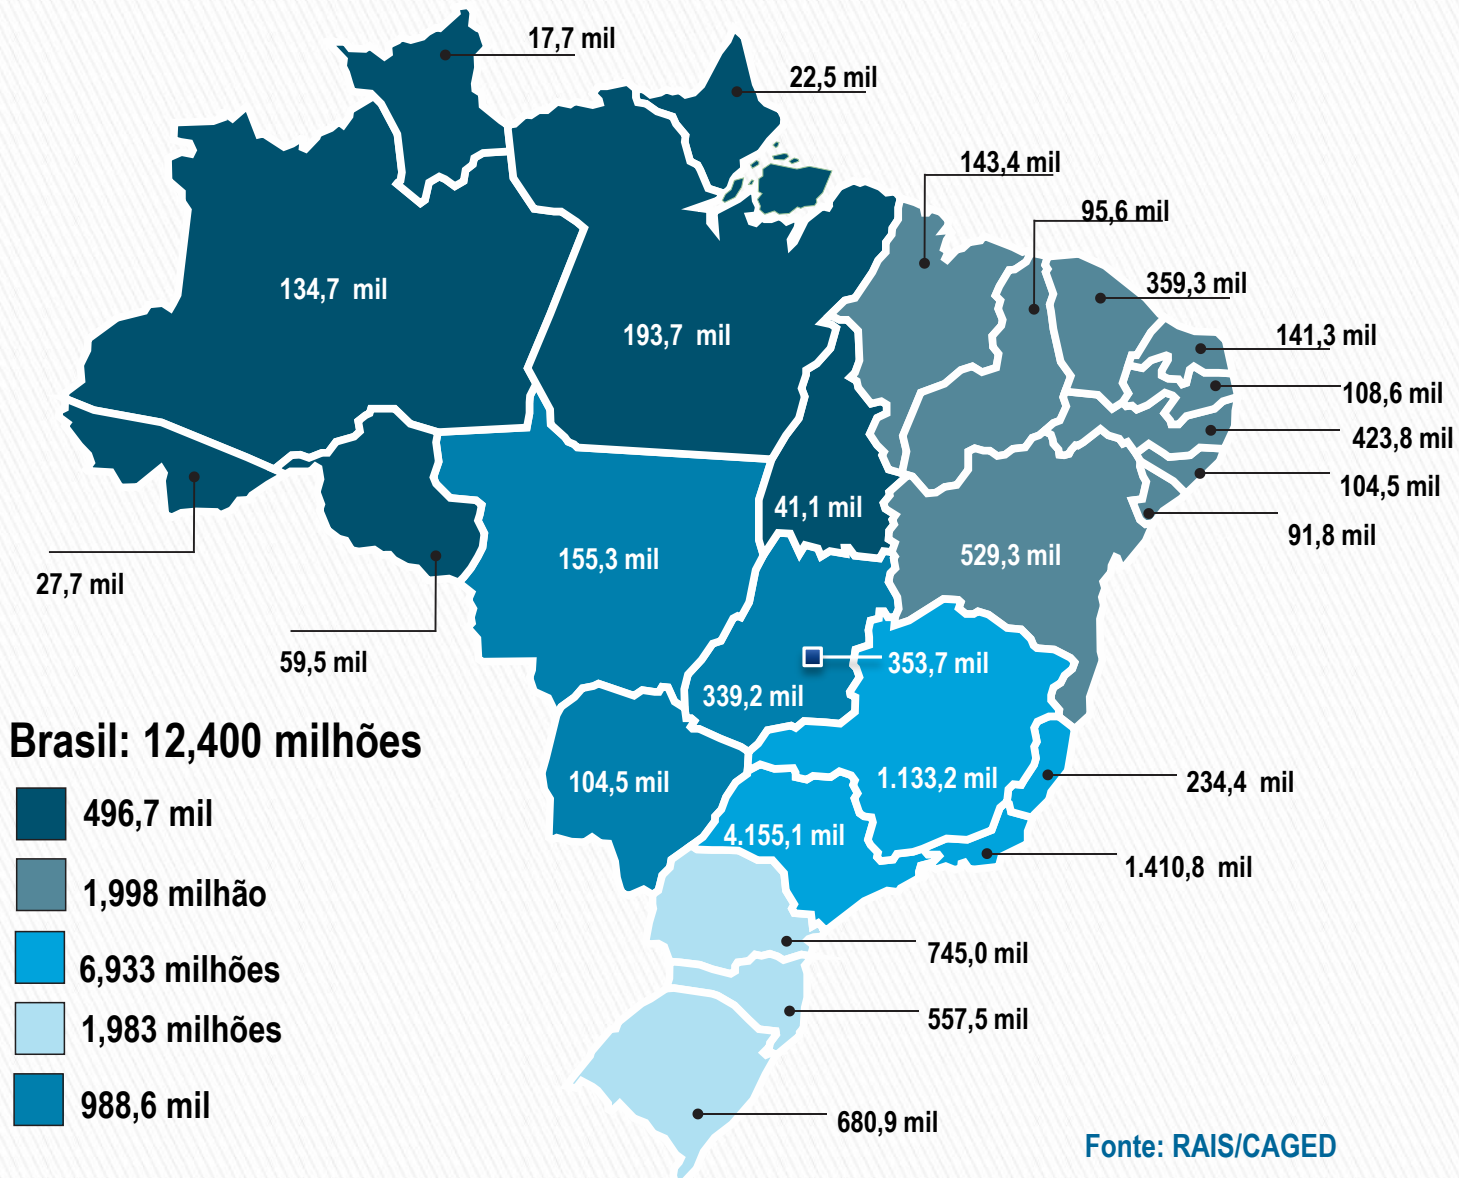 17,7 mil
22,5 mil
143,4 mil
95,6 mil
134,7 mil
359,3 mil
193,7 mil
141,3 mil
108,6 mil
423,8 mil
104,5 mil
41,1 mil
91,8 mil
155,3 mil
529,3 mil
27,7 mil
59,5 mil
353,7 mil
339,2 mil
Brasil: 12,400 milhões
104,5 mil
1.133,2 mil
234,4 mil
496,7 mil
4.155,1 mil
1.410,8 mil
1,998 milhão
745,0 mil
6,933 milhões
557,5 mil
1,983 milhões
988,6 mil
680,9 mil
Fonte: RAIS/CAGED